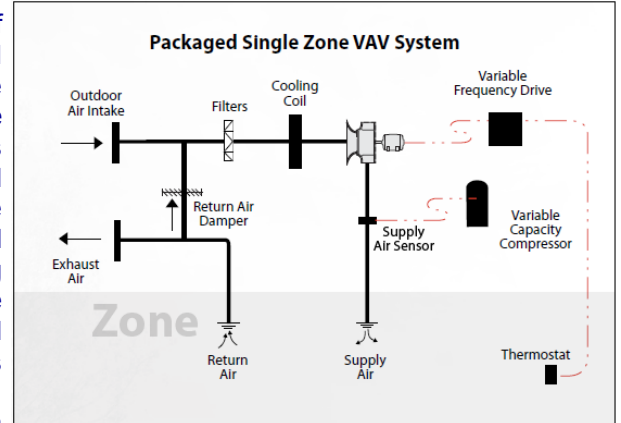 Packaged Single Zone VAV System
Outdoor
Air Intake
Filters
Cooling
Coil
Variable
Frequency Drive
Return Air
Damper
Supply
Air Sensor
Variable
Capacity
Compressor
Exhaust
Air
Zone
Return
Air
Supply
Air
Thermostat